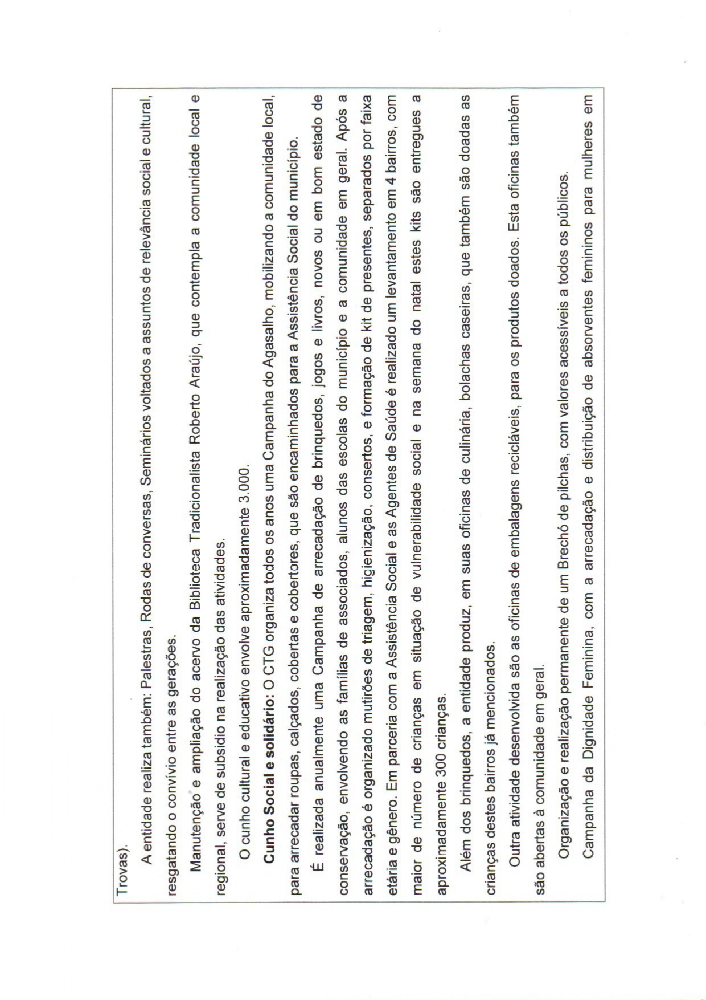 Trovas).
A entidade realiza também: Palestras, Rodas de conversas, Seminários voltados a assuntos de relevância social e cultural,
resgatando o convívio entre as gerações.
Manutenção e ampliação do acervo da Biblioteca Tradicionalista Roberto Araújo, que contempla a comunidade local e
regional, serve de subsidio na realização das atividades.
O cunho cultural e educativo envolve aproximadamente 3.000.
Cunho Social e solidário: O CTG organiza todos os anos uma Campanha do Agasalho, mobilizando a comunidade local,
para arrecadar roupas, calçados, cobertas e cobertores, que são encaminhados para a Assistência Social do município.
É realizada anualmente uma Campanha de arrecadação de brinquedos, jogos e livros, novos ou em bom estado de
conservação, envolvendo as famílias de associados, alunos das escolas do município e a comunidade em geral. Após a
arrecadação é organizado mutirões de triagem, higienização, consertos, e formação de kit de presentes, separados por faixa
etária e gênero. Em parceria com a Assistência Social e as Agentes de Saúde é realizado um levantamento em 4 bairros, com
maior de número de crianças em situação de vulnerabilidade social e na semana do natal estes kits são entregues a
aproximadamente 300 crianças.
Além dos brinquedos, a entidade produz, em suas oficinas de culinária, bolachas caseiras, que também são doadas as
crianças destes bairros já mencionados.
Outra atividade desenvolvida são as oficinas de embalagens recicláveis, para os produtos doados. Esta oficinas também
são abertas à comunidade em geral.
Organização e realização permanente de um Brechó de pilchas, com valores acessíveis a todos os públicos.
Campanha da Dignidade Feminina, com a arrecadação e distribuição de absorventes femininos para mulheres em